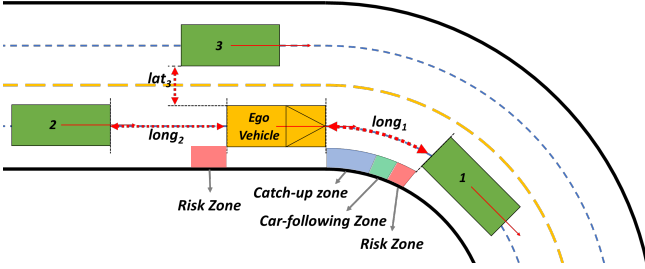 3
lat3
2
long2
Ego
Vehicle
long1
1
Risk Zone
Catch-up zone
Car-following Zone
Risk Zone